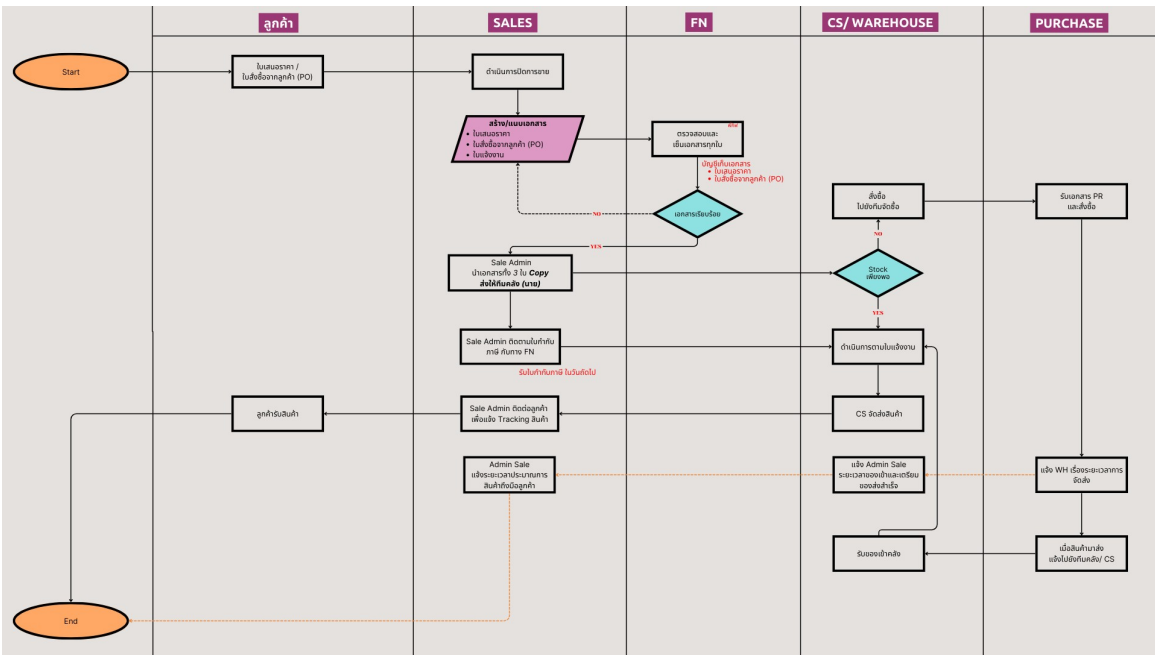 ลูกค้า
SALES
FN
CS/ WAREHOUSE
PURCHASE
Start
ใบเสนอราคา /
ใบสั่งซื้อจากลูกค้า (PO)
ดำเนินการปิดการขาย
สร้าง/แนบเอกสาร
• ใบเสนอราคา
• ใบสั่งซื้อจากลูกค้า (PO)
• ใบแจ้งงาน
ตรวจสอบและ
เซ็นเอกสารทุกใบ
บัญชีเก็บเอกสาร
• ใบเสนอราคา
• ใบสั่งซื้อจากลูกค้า (PO)
สั่งซื้อ
ไปยังทีมจัดซื้อ
รับเอกสาร PR
และสั่งซื้อ
NO
เอกสารเรียบร้อย
NO
YES
Sale Admin
นำเอกสารทั้ง 3 ใบ Copy
ส่งให้ทีมคลัง (นาย)
Stock
เพียงพอ
YES
Sale Admin ติดตามใบกำกับ
ภาษี กับทาง FN
ดำเนินการตามใบแจ้งงาน
รับใบกำกับภาษี ในวันถัดไป
ลูกค้ารับสินค้า
Sale Admin ติดต่อลูกค้า
เพื่อแจ้ง Tracking สินค้า
CS จัดส่งสินค้า
Admin Sale
แจ้งระยะเวลาประมาณการ
สินค้าถึงมือลูกค้า
แจ้ง Admin Sale
ระยะเวลาของเข้าและเตรียม
ของส่งสำเร็จ
แจ้ง WH เรื่องระยะเวลาการ
จัดส่ง
รับของเข้าคลัง
เมื่อสินค้ามาส่ง
แจ้งไปยังทีมคลัง/ CS
End